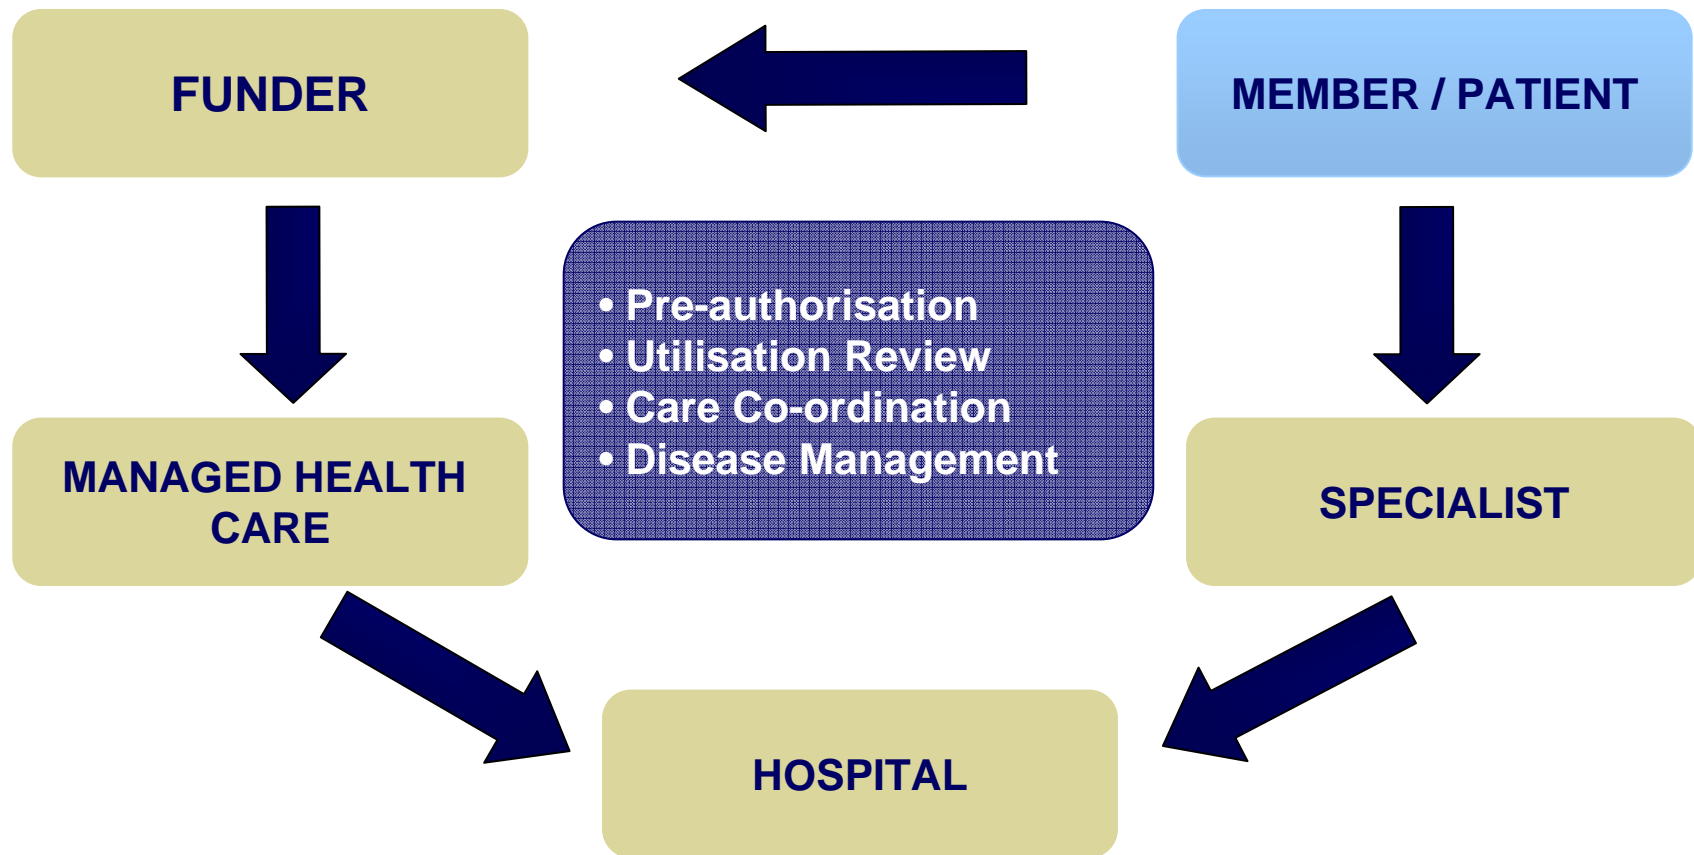 FUNDER
MEMBER / PATIENT
• Pre-authorisation
• Utilisation Review
• Care Co-ordination
• Disease Management
MANAGED HEALTH
CARE
SPECIALIST
HOSPITAL